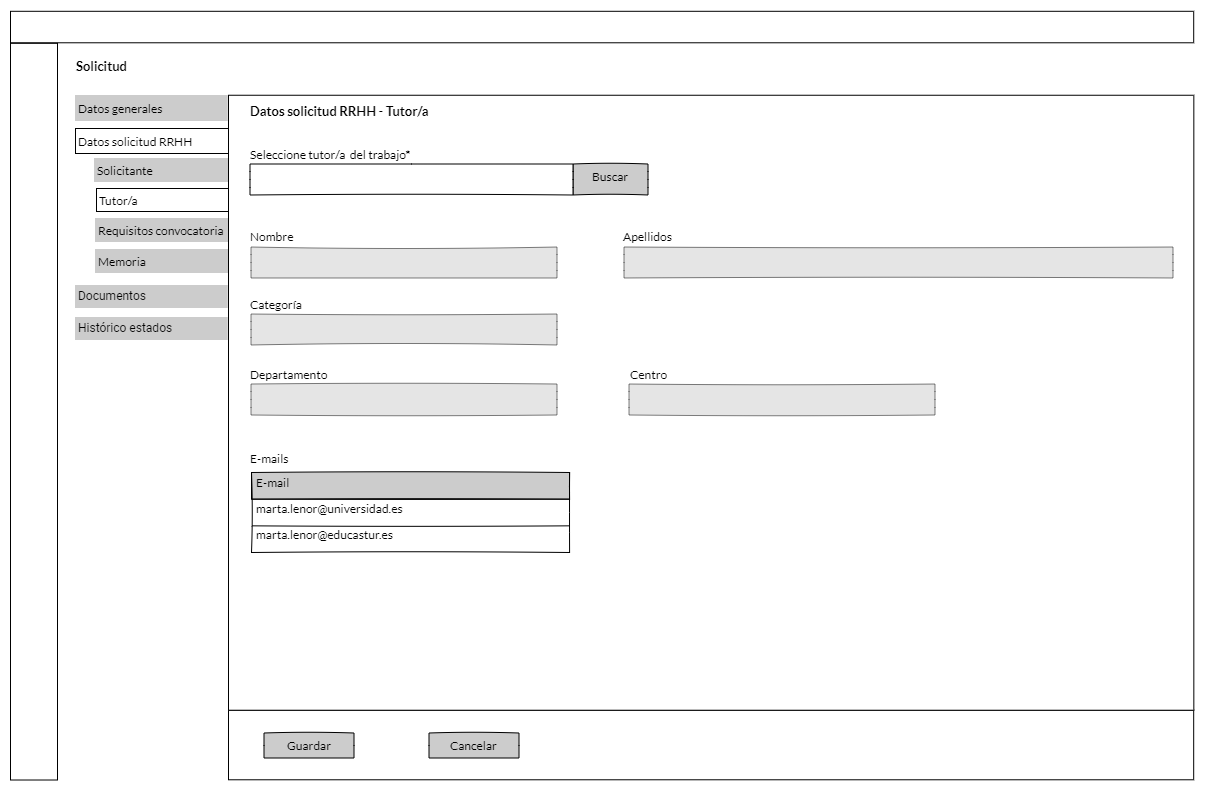 Solicitud
Datos generales
Datos solicitud RRHH
Solicitante
Tutor/a
Requisitos convocatoria
Memoria
Documentos
Histórico estados
Datos solicitud RRHH - Tutor/a
Seleccione tutor/a del trabajo*
Buscar
Nombre
Apellidos
Categoría
Departamento
Centro
E-mails
E-mail
marta.lenor@universidad.es
marta.lenor@educastur.es
Guardar
Cancelar